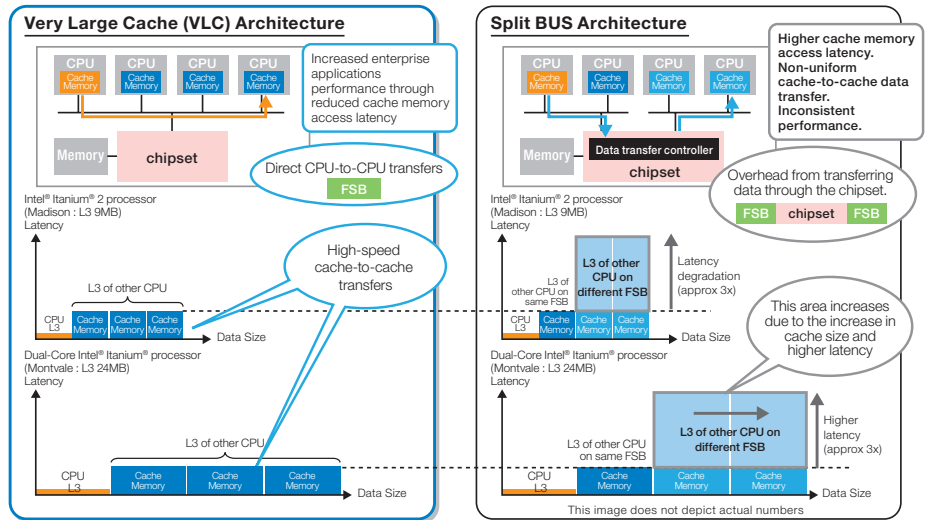 Very Large Cache (VLC) Architecture
CPU
Cache
Memory
CPU
Cache
Memory
CPU
Cache
Memory
CPU
Cache
Memory
Memory
chipset
Increased enterprise
applications
performance through
reduced cache memory
access latency
Direct CPU-to-CPU transfers
FSB
Intel® Itanium® 2 processor
(Madison : L3 9MB)
Latency
High-speed
cache-to-cache
transfers
L3 of other CPU
CPU
L3
Cache
Memory
Cache
Memory
Cache
Memory
Data Size
Dual-Core Intel® Itanium® processor
(Montvale : L3 24MB)
Latency
L3 of other CPU
CPU
L3
Cache
Memory
Cache
Memory
Cache
Memory
Data Size
Split BUS Architecture
CPU
Cache
Memory
CPU
Cache
Memory
CPU
Cache
Memory
CPU
Cache
Memory
Memory
Data transfer controller
chipset
Higher cache memory
access latency.
Non-uniform
cache-to-cache data
transfer.
Inconsistent
performance.
Overhead from transferring
data through the chipset.
FSB
chipset
FSB
Intel® Itanium® 2 processor
(Madison : L3 9MB)
Latency
L3 of
other CPU on
same FSB
L3 of other
CPU on
different FSB
Latency
degradation
(approx 3x)
CPU
L3
Cache
Memory
Cache
Memory
Cache
Memory
Data Size
This area increases
due to the increase in
cache size and
higher latency
Dual-Core Intel® Itanium® processor
(Montvale : L3 24MB)
Latency
L3 of other CPU
on same FSB
L3 of other CPU on
different FSB
Higher
latency
(approx 3x)
CPU
L3
Cache
Memory
Cache
Memory
Cache
Memory
Data Size
This image does not depict actual numbers